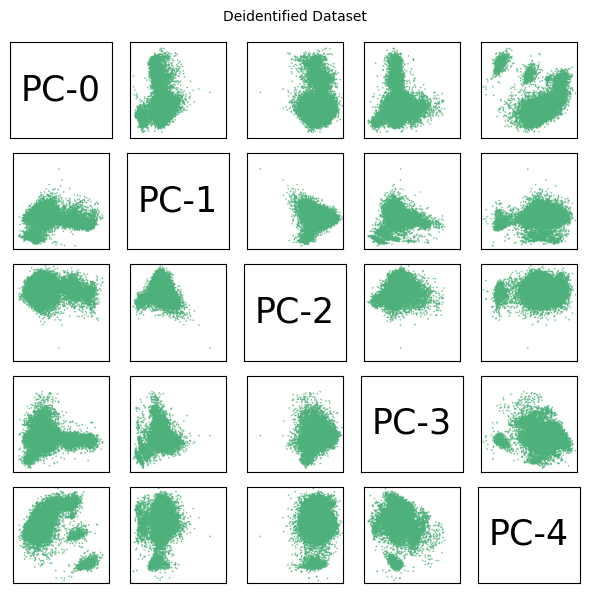 Deidentified Dataset
PC-0
PC-1
PC-2
PC-3
PC-4